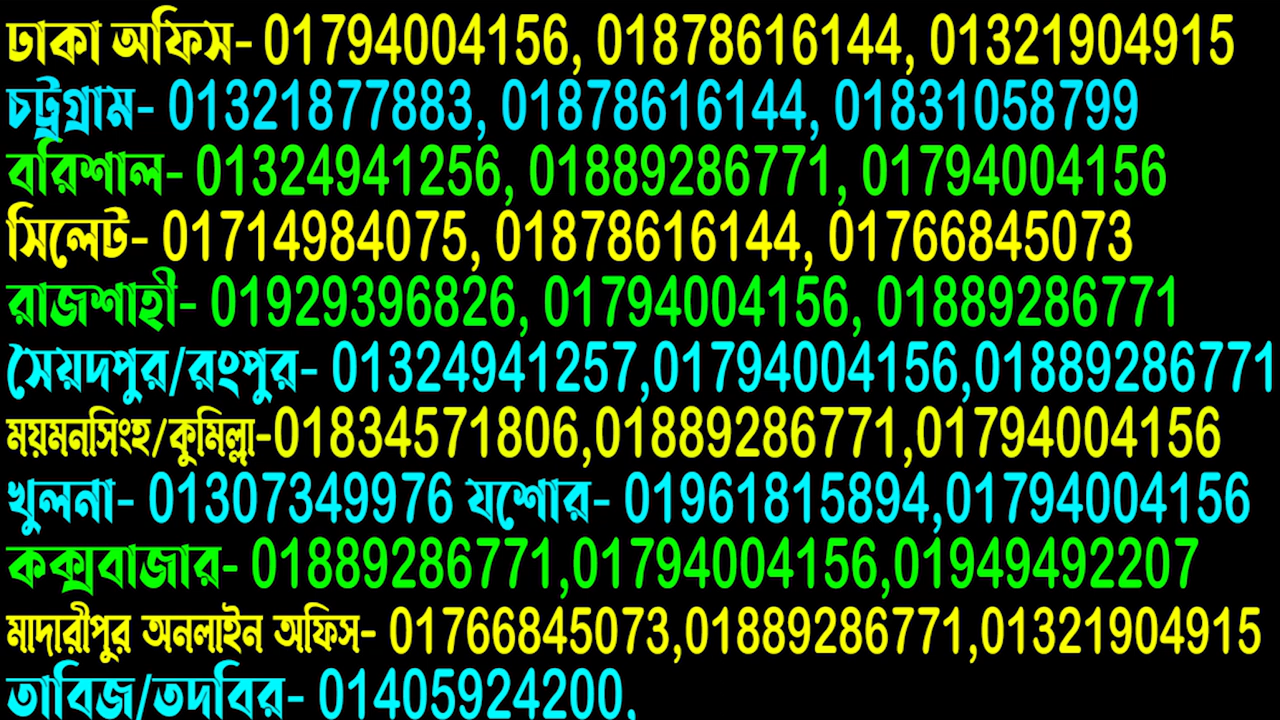 ঢাকা অফিস- 01794004156, 01878616144, 01321904915
চট্রগ্রাম- 01321877883, 01878616144, 01831058799
বরিশাল- 01324941256, 01889286771, 01794004156
সিলেট- 01714984075, 01878616144, 01766845073
রাজশাহী- 01929396826, 01794004156, 01889286771
সৈয়দপুর/রংপুর- 01324941257,01794004156,01889286771
ময়মনসিংহ/কুমিল্লা-01834571806,01889286771,01794004156
খুলনা- 01307349976 যশোর- 01961815894,01794004156
কক্সবাজার- 01889286771,01794004156,01949492207
মাদারীপুর অনলাইন অফিস- 01766845073,01889286771,01321904915
তাবিজ/তদবির- 01405924200,